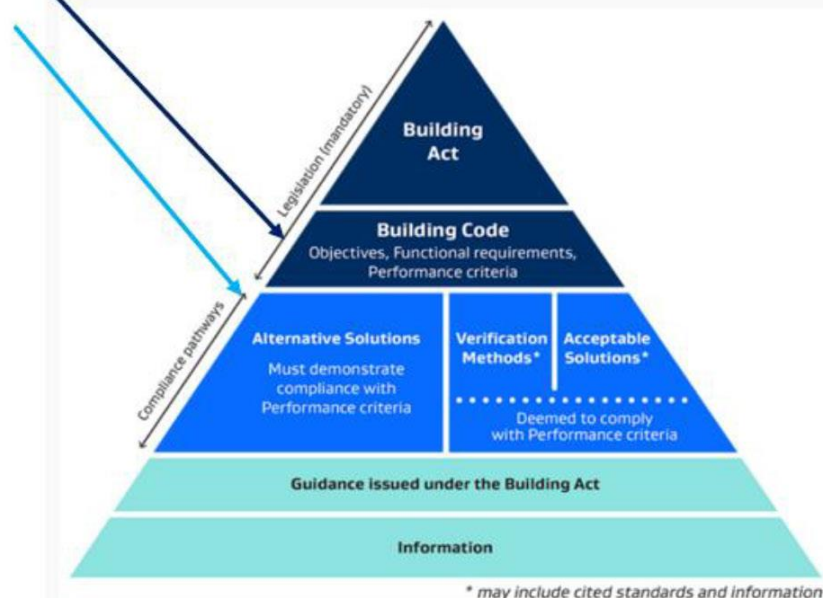 Legislation (mandatory)
Building
Act
Building Code
Objectives, Functional requirements,
Performance criteria
Compliance pathways
Alternative Solutions
Must demonstrate
compliance with
Performance criteria
Verification
Methods*
Acceptable
Solutions*
Deemed to comply
with Performance criteria
Guidance issued under the Building Act
Information
* may include cited standards and information